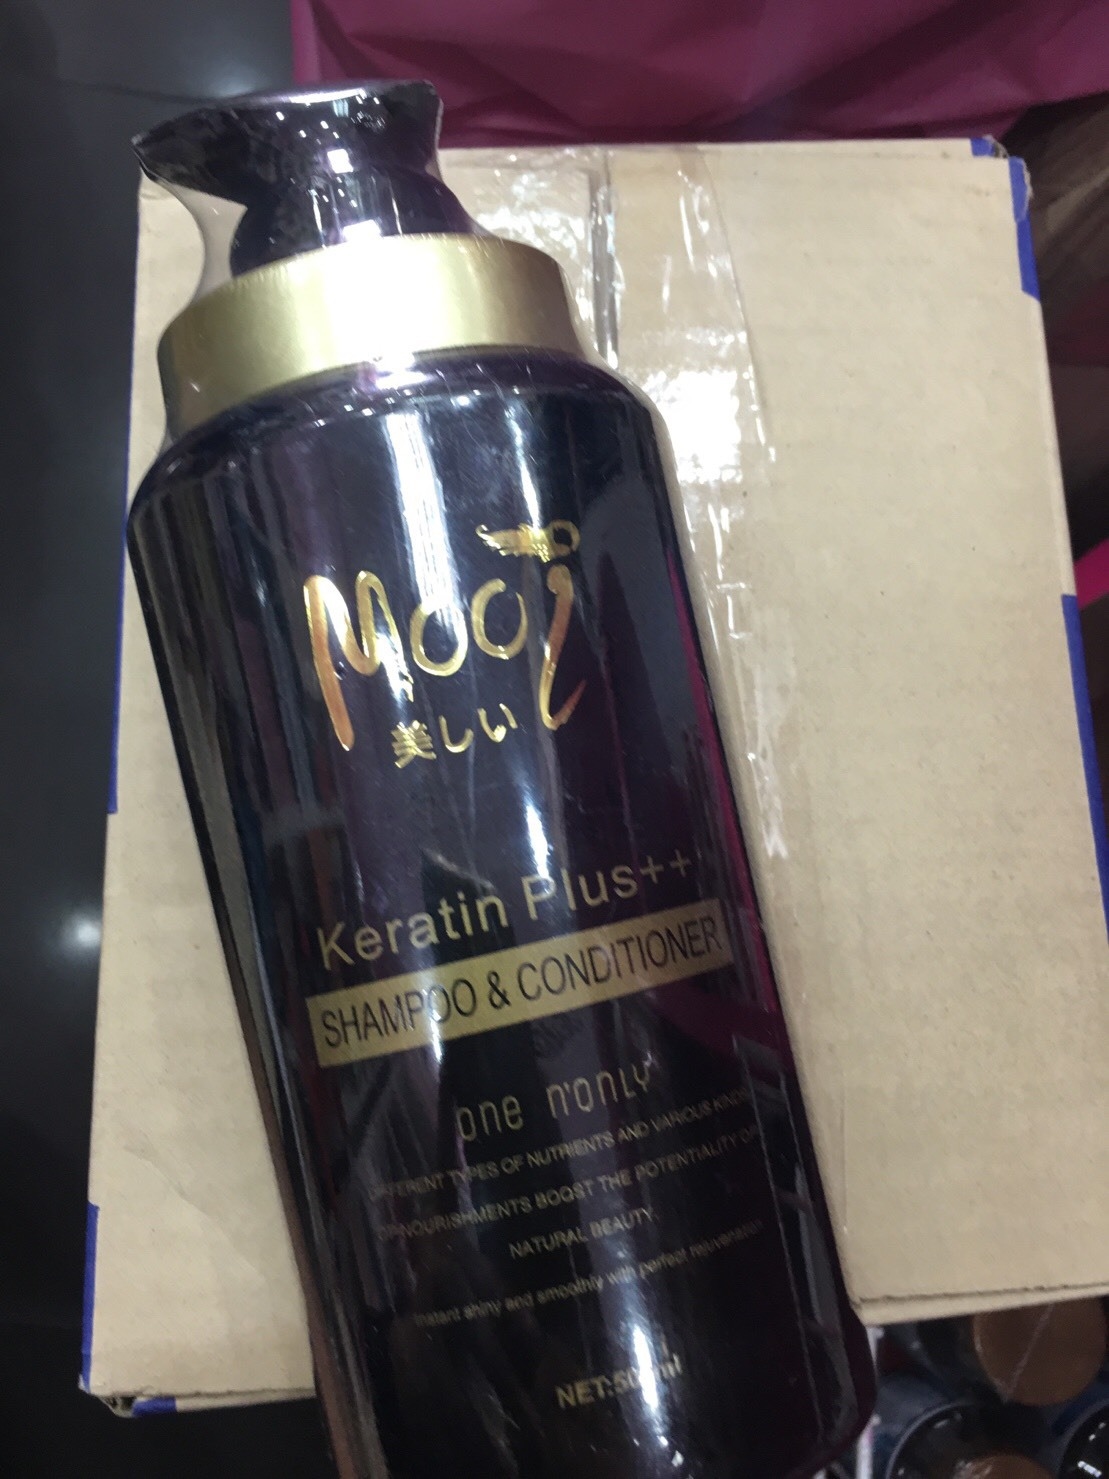 Mooi
美しい
Keratin Plus++
SHAMPOO & CONDITIONER
one n'onLy
DIFFERENT TYPES OF NUTRIENTS AND VARIOUS KINDS
OF NOURISHMENTS BOOST THE POTENTIALITY OF
NATURAL BEAUTY.
Instant shiny and smoothly with perfect rejuvenation
NET:500ml